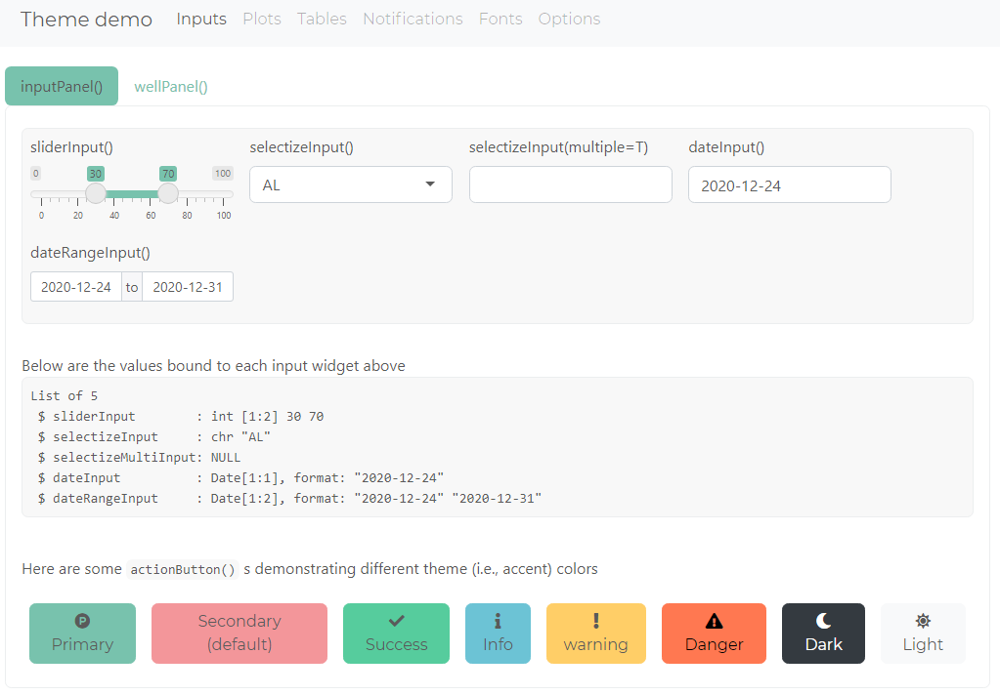 Theme demo Inputs Plots Tables Notifications Fonts Options
inputPanel() wellPanel()
sliderInput() selectizeInput() selectizeInput(multiple=T) dateInput()
0 30 70 100
AL 2020-12-24
0 20 40 60 80 100
dateRangeInput()
2020-12-24 to 2020-12-31
Below are the values bound to each input widget above
List of 5
$ sliderInput : int [1:2] 30 70
$ selectizeInput : chr "AL"
$ selectizeMultiInput: NULL
$ dateInput : Date[1:1], format: "2020-12-24"
$ dateRangeInput : Date[1:2], format: "2020-12-24" "2020-12-31"
Here are some actionButton() s demonstrating different theme (i.e., accent) colors
P
Primary
Secondary
(default)
Success
Info
warning
Danger
Dark
Light